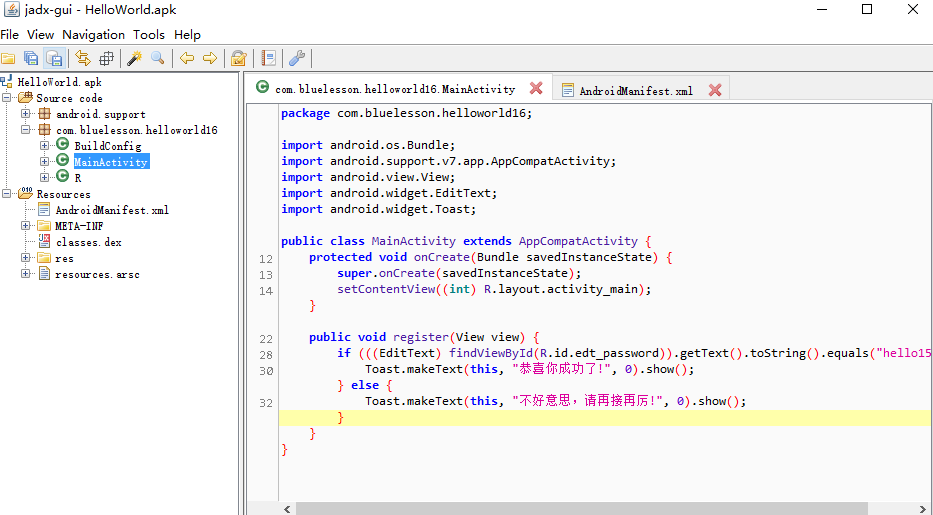 jadx-gui - HelloWorld.apk
File View Navigation Tools Help
HelloWorld.apk
Source code
android.support
com.bluelesson.helloworld16
BuildConfig
MainActivity
R
Resources
AndroidManifest.xml
META-INF
classes.dex
res
resources.arsc
com.bluelesson.helloworld16.MainActivity
AndroidManifest.xml
package com.bluelesson.helloworld16;
import android.os.Bundle;
import android.support.v7.app.AppCompatActivity;
import android.view.View;
import android.widget.EditText;
import android.widget.Toast;
public class MainActivity extends AppCompatActivity {
12 protected void onCreate(Bundle savedInstanceState) {
13 super.onCreate(savedInstanceState);
14 setContentView((int) R.layout.activity_main);
}
22 public void register(View view) {
28 if (((EditText) findViewById(R.id.edt_password)).getText().toString().equals("hello15
30 Toast.makeText(this, "恭喜你成功了!", 0).show();
} else {
32 Toast.makeText(this, "不好意思，请再接再厉!", 0).show();
}
}
}